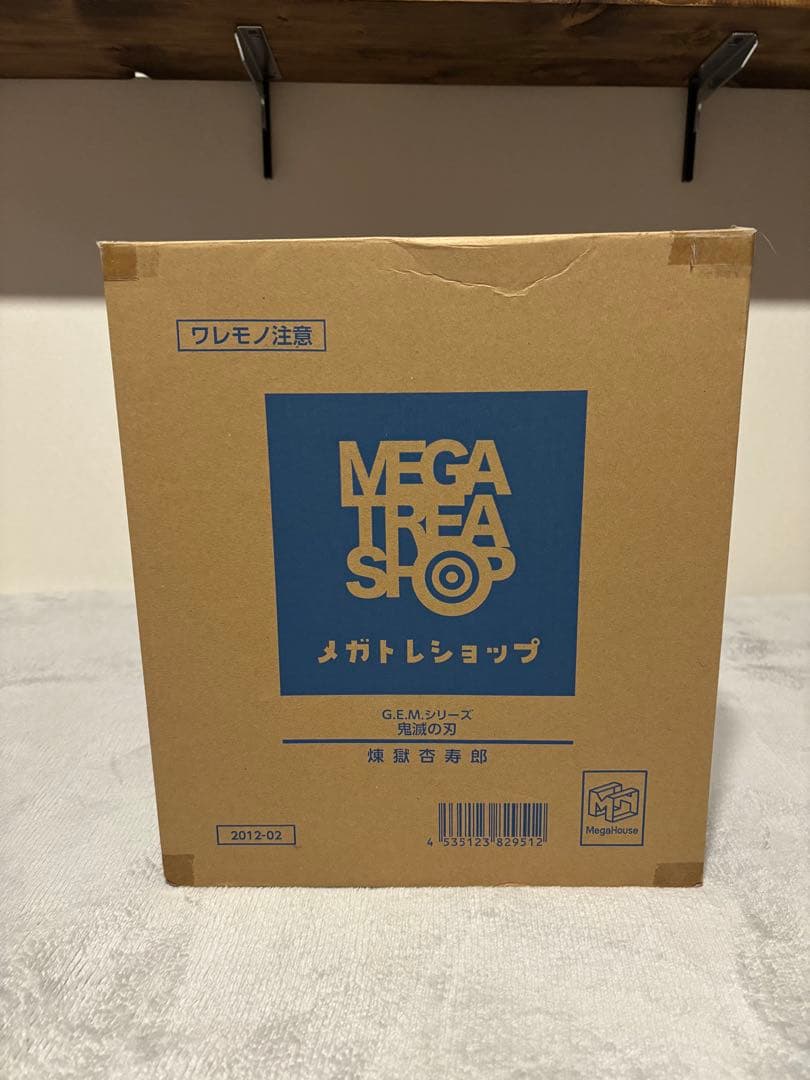 ワレモノ注意
MEGA
TREA
SHOP
メガトレショップ
G.E.M.シリーズ
鬼滅の刃
煉獄杏寿郎
2012-02
4 535123 829512
MegaHouse